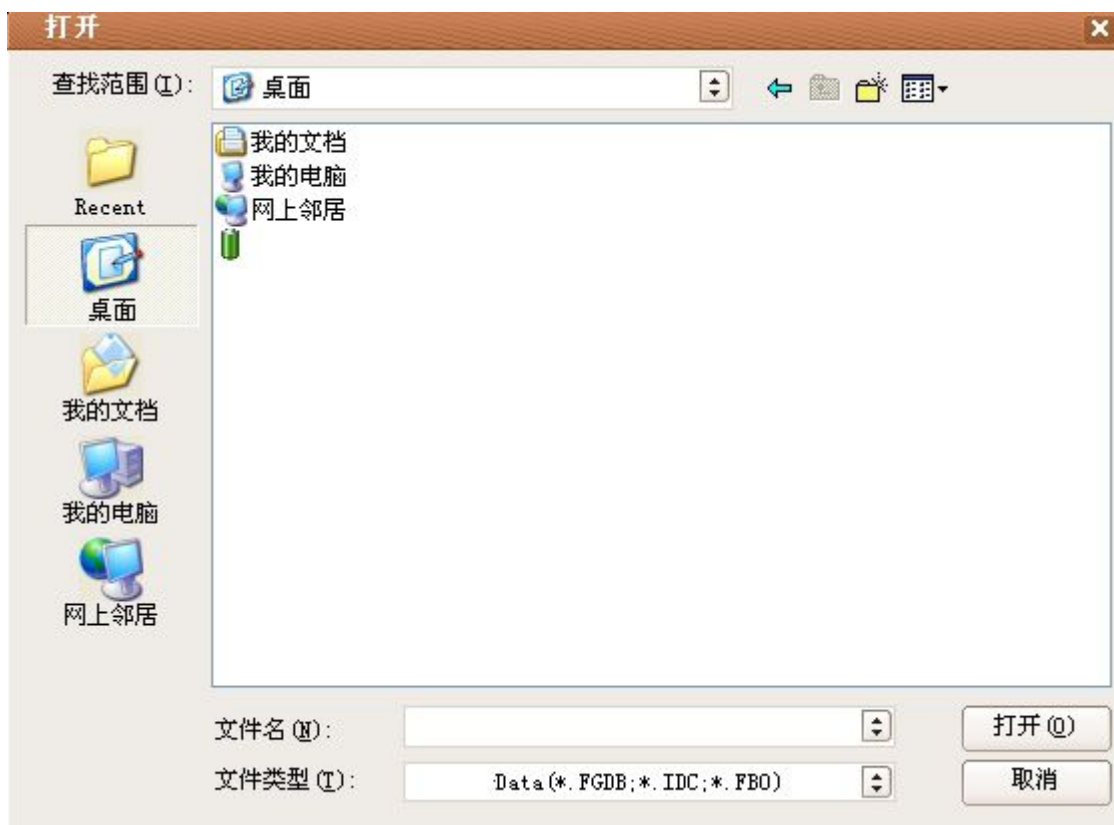 打开
查找范围(I): 桌面
我的文档
我的电脑
网上邻居
Recent
桌面
我的文档
我的电脑
网上邻居
文件名(N):
打开(O)
文件类型(T): Data(*.FGDB;*.IDC;*.FBO)
取消